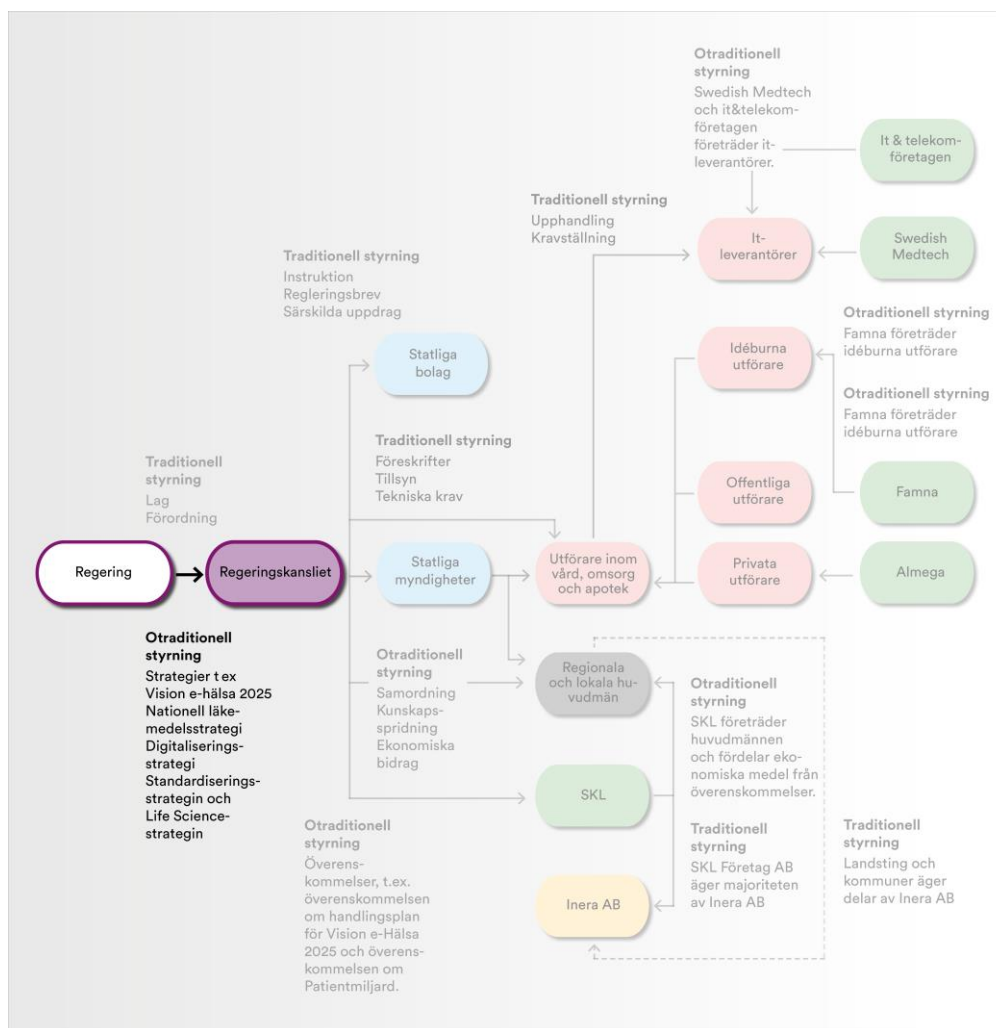 Otraditionell
styrning
Swedish Medtech
och it&telekom-
företagen
företräder it-
leverantörer.
It & telekom-
företagen
Traditionell styrning
Upphandling
Kravställning
It-
leverantörer
Swedish
Medtech
Traditionell styrning
Instruktion
Regleringsbrev
Särskilda uppdrag
Statliga
bolag
Idéburna
utförare
Otraditionell styrning
Famna företräder
idéburna utförare
Otraditionell styrning
Famna företräder
idéburna utförare
Traditionell styrning
Föreskrifter
Tillsyn
Tekniska krav
Traditionell
styrning
Lag
Förordning
Offentliga
utförare
Famna
Regering
Regeringskansliet
Statliga
myndigheter
Utförare inom
vård, omsorg
och apotek
Privata
utförare
Almega
Otraditionell
styrning
Strategier t ex
Vision e-hälsa 2025
Nationell läke-
medelsstrategi
Digitaliserings-
strategi
Standardiserings-
strategin och
Life Science-
strategin
Otraditionell
styrning
Samordning
Kunskaps-
spridning
Ekonomiska
bidrag
Regionala
och lokala hu-
vudmän
Otraditionell
styrning
SKL företräder
huvudmännen
och fördelar eko-
nomiska medel från
överenskommelser.
SKL
Otraditionell
styrning
Överens-
kommelser, t.ex.
överenskommelsen
om handlingsplan
för Vision e-Hälsa
2025 och överens-
kommelsen om
Patientmiljard.
Traditionell
styrning
SKL Företag AB
äger majoriteten
av Inera AB
Traditionell
styrning
Landsting och
kommuner äger
delar av Inera AB
Inera AB